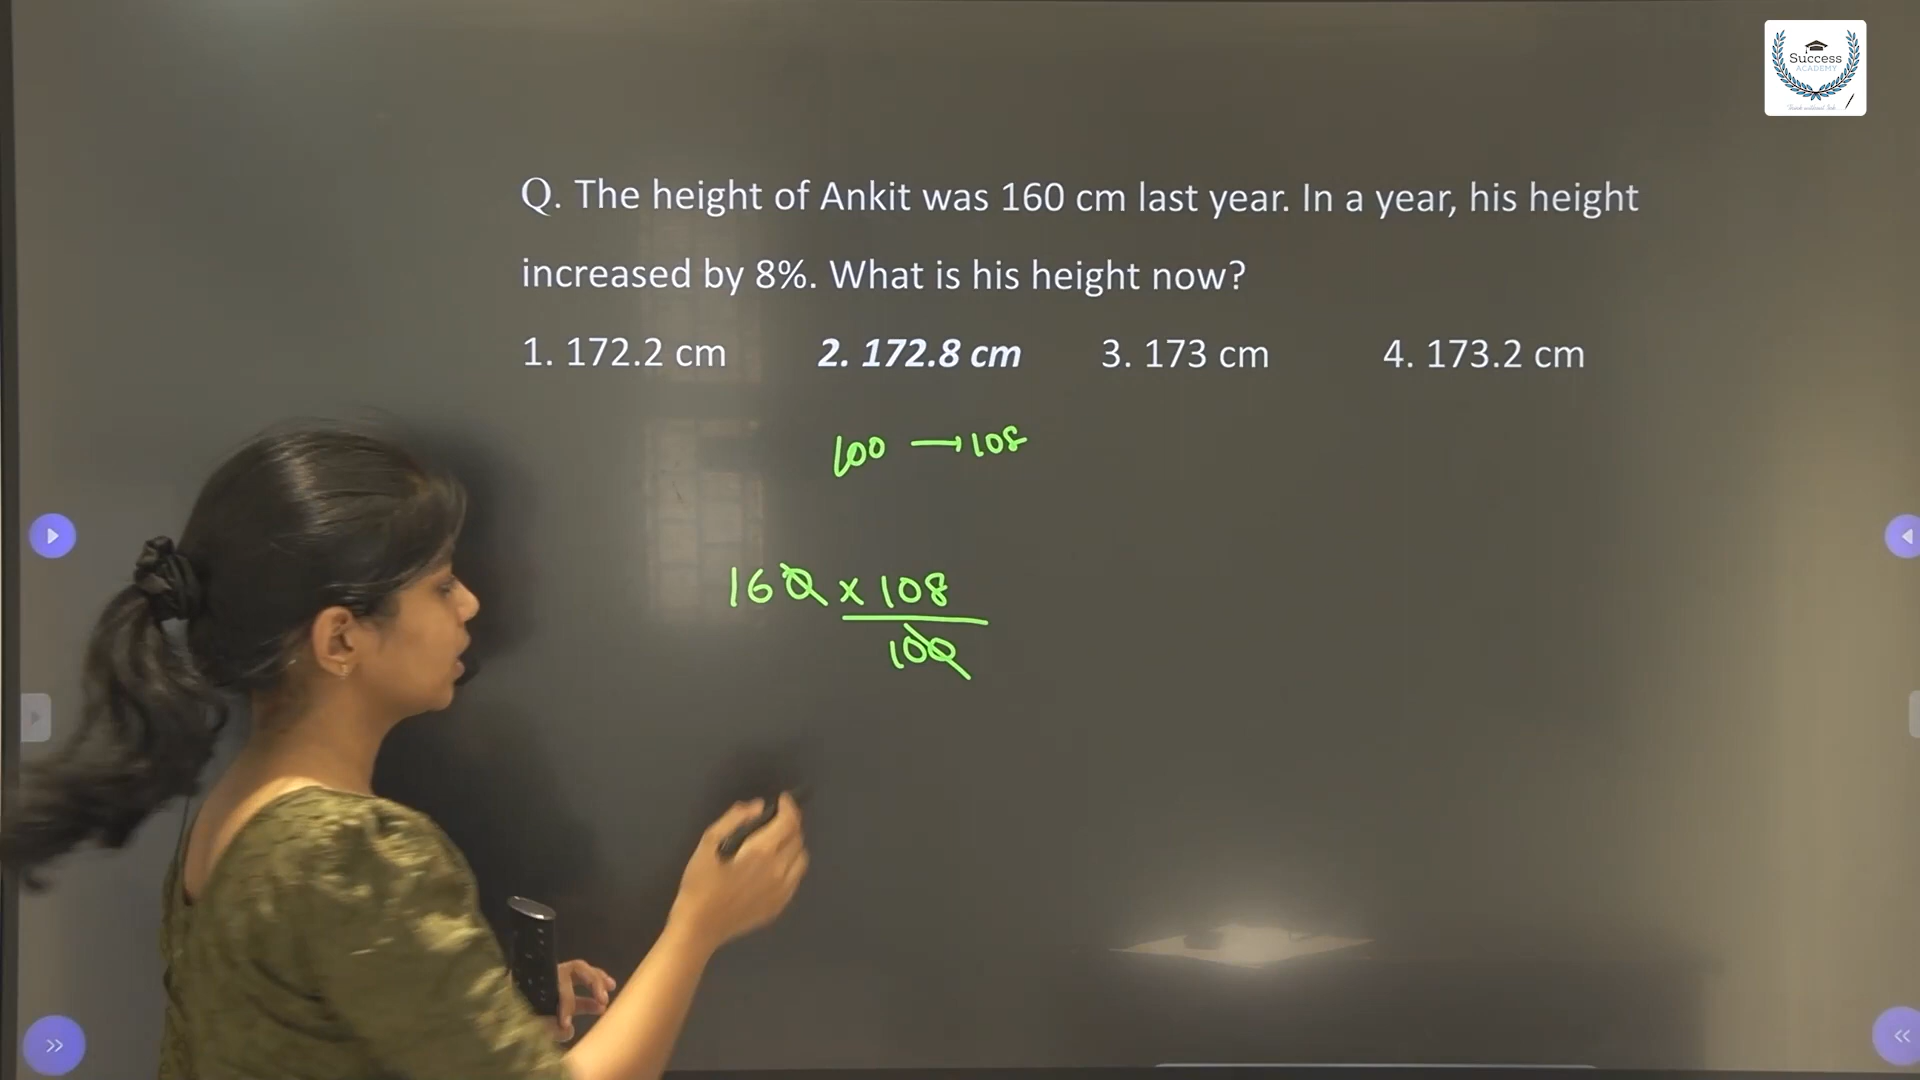 Success
ACADEMY
Q. The height of Ankit was 160 cm last year. In a year, his height
increased by 8%. What is his height now?
1. 172.2 cm 2. 172.8 cm 3. 173 cm 4. 173.2 cm
100 → 108
160 x 108
100